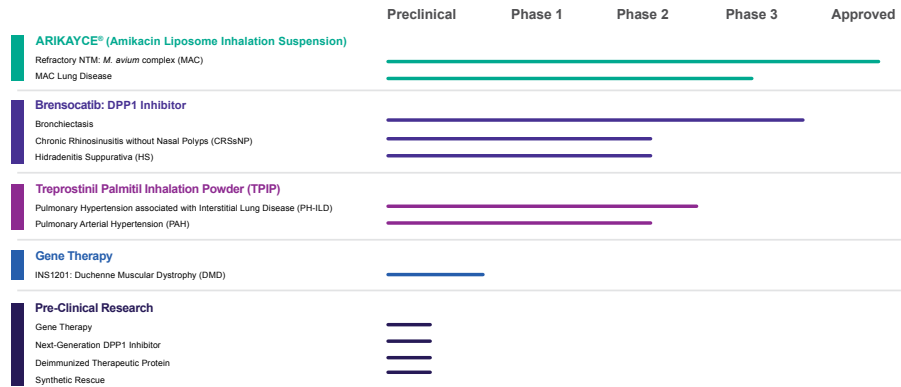 Preclinical Phase 1 Phase 2 Phase 3 Approved
ARIKAYCE® (Amikacin Liposome Inhalation Suspension)
Refractory NTM: M. avium complex (MAC)
MAC Lung Disease
Brensocatib: DPP1 Inhibitor
Bronchiectasis
Chronic Rhinosinusitis without Nasal Polyps (CRSsNP)
Hidradenitis Suppurativa (HS)
Treprostinil Palmitil Inhalation Powder (TPIP)
Pulmonary Hypertension associated with Interstitial Lung Disease (PH-ILD)
Pulmonary Arterial Hypertension (PAH)
Gene Therapy
INS1201: Duchenne Muscular Dystrophy (DMD)
Pre-Clinical Research
Gene Therapy
Next-Generation DPP1 Inhibitor
Deimmunized Therapeutic Protein
Synthetic Rescue